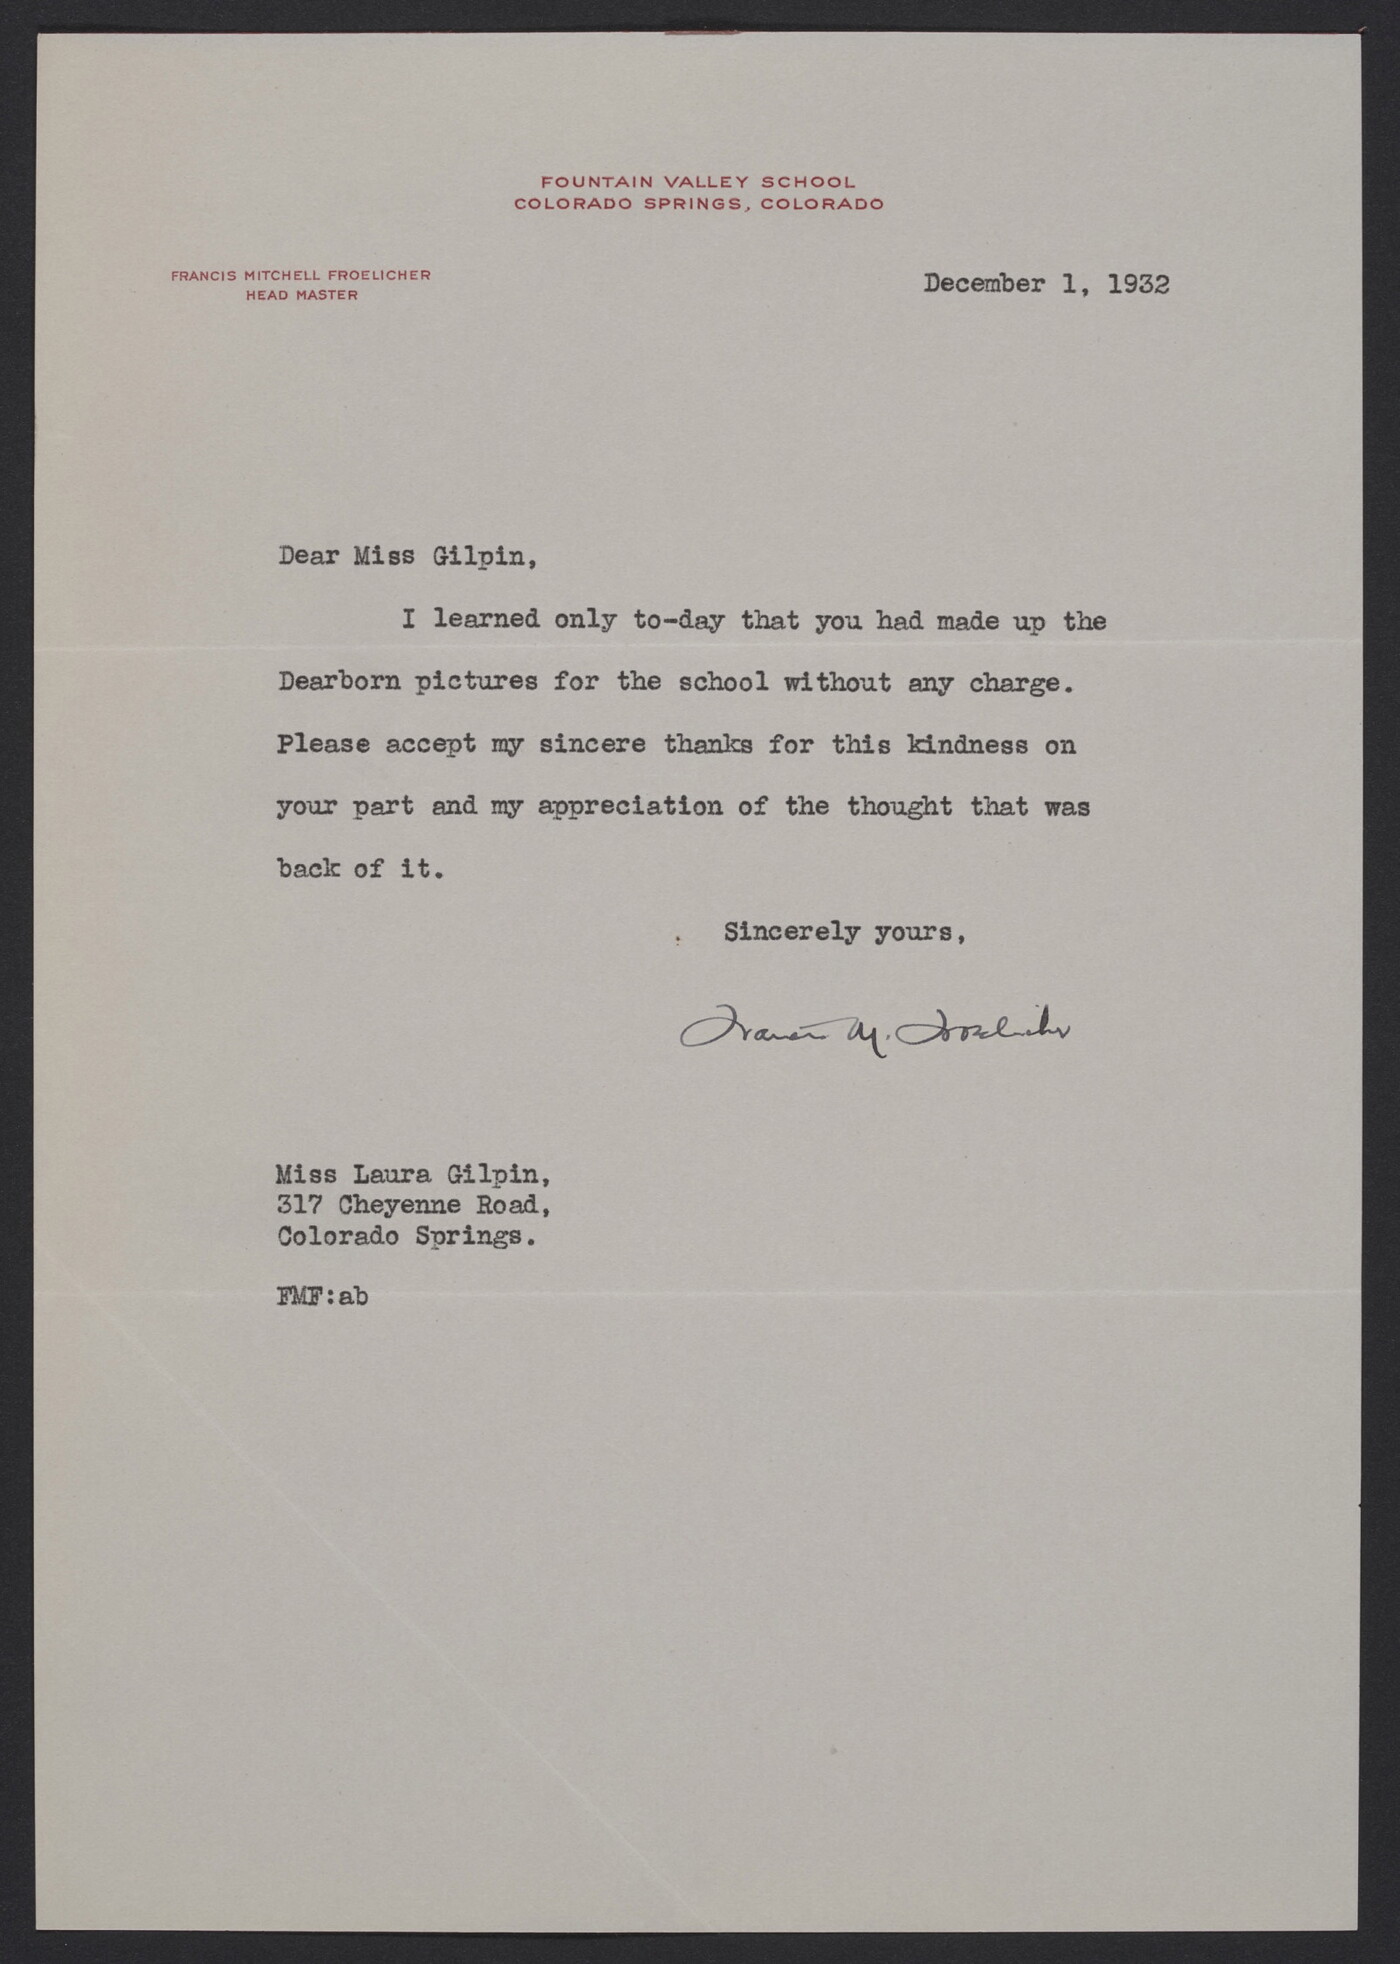 FOUNTAIN VALLEY SCHOOL
COLORADO SPRINGS, COLORADO
FRANCIS MITCHELL FROELICHER
HEAD MASTER
December 1, 1932
Dear Miss Gilpin,
I learned only to-day that you had made up the
Dearborn pictures for the school without any charge.
Please accept my sincere thanks for this kindness on
your part and my appreciation of the thought that was
back of it.
Sincerely yours,
Francis M. Froelicher
Miss Laura Gilpin,
317 Cheyenne Road,
Colorado Springs.
FMF:ab